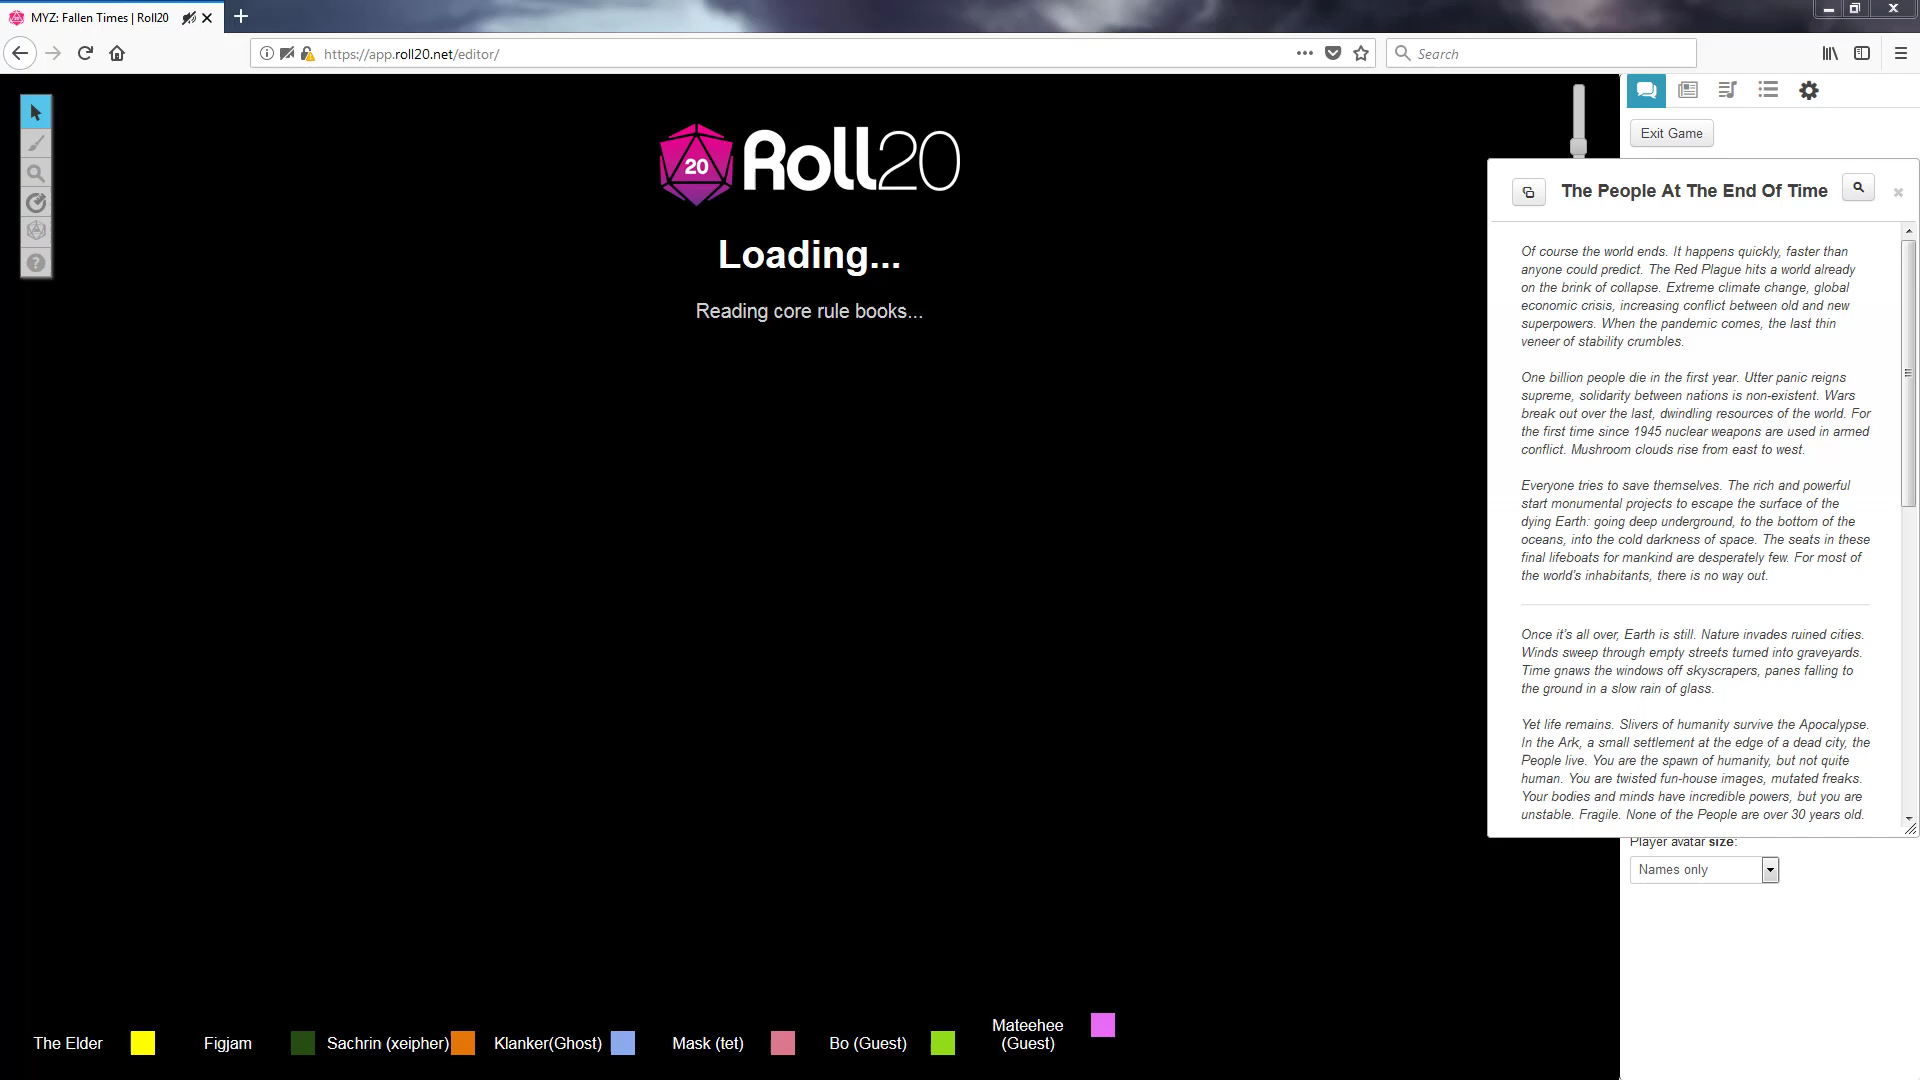 MYZ: Fallen Times | Roll20
https://app.roll20.net/editor/
Search
Exit Game
20
Roll20
Loading...
Reading core rule books...
The People At The End Of Time
Of course the world ends. It happens quickly, faster than
anyone could predict. The Red Plague hits a world already
on the brink of collapse. Extreme climate change, global
economic crisis, increasing conflict between old and new
superpowers. When the pandemic comes, the last thin
veneer of stability crumbles.
One billion people die in the first year. Utter panic reigns
supreme, solidarity between nations is non-existent. Wars
break out over the last, dwindling resources of the world. For
the first time since 1945 nuclear weapons are used in armed
conflict. Mushroom clouds rise from east to west.
Everyone tries to save themselves. The rich and powerful
start monumental projects to escape the surface of the
dying Earth: going deep underground, to the bottom of the
oceans, into the cold darkness of space. The seats in these
final lifeboats for mankind are desperately few. For most of
the world's inhabitants, there is no way out.
Once it's all over, Earth is still. Nature invades ruined cities.
Winds sweep through empty streets turned into graveyards.
Time gnaws the windows off skyscrapers, panes falling to
the ground in a slow rain of glass.
Yet life remains. Slivers of humanity survive the Apocalypse.
In the Ark, a small settlement at the edge of a dead city, the
People live. You are the spawn of humanity, but not quite
human. You are twisted fun-house images, mutated freaks.
Your bodies and minds have incredible powers, but you are
unstable. Fragile. None of the People are over 30 years old.
Player avatar size:
Names only
The Elder
Figjam
Sachrin (xeipher)
Klanker(Ghost)
Mask (tet)
Bo (Guest)
Mateehee
(Guest)